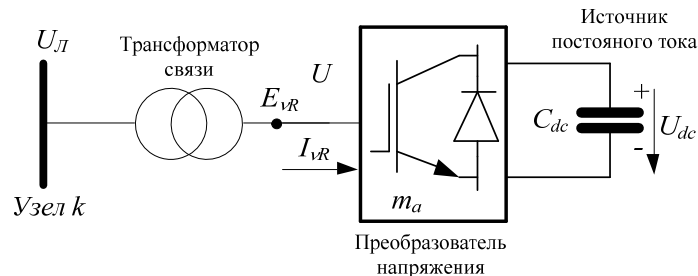 Источник
постояного тока
U_Л
Трансформатор
связи
U
E_vR
I_vR
m_a
C_dc
+
-
U_dc
Узел k
Преобразователь
напряжения